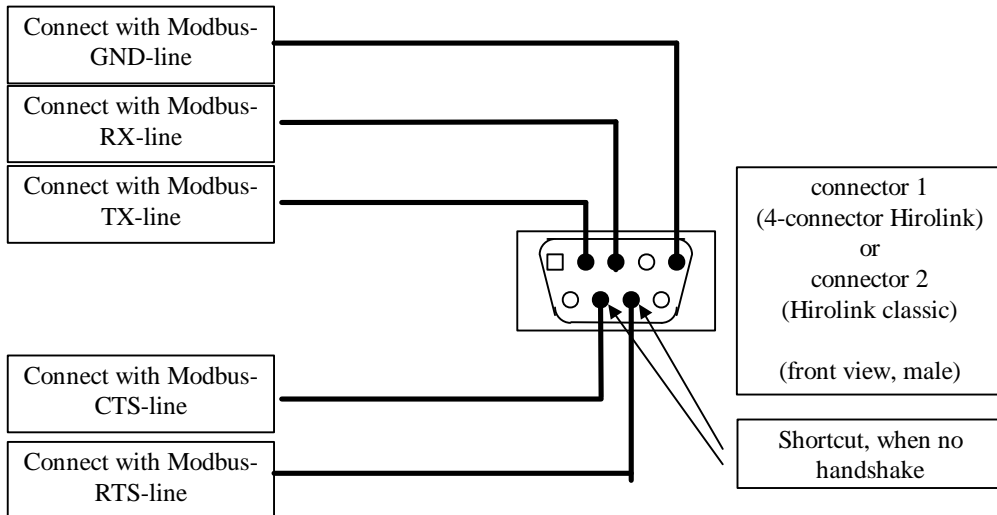 Connect with Modbus-
GND-line
Connect with Modbus-
RX-line
Connect with Modbus-
TX-line
connector 1
(4-connector Hirolink)
or
connector 2
(Hirolink classic)
(front view, male)
Connect with Modbus-
CTS-line
Connect with Modbus-
RTS-line
Shortcut, when no
handshake